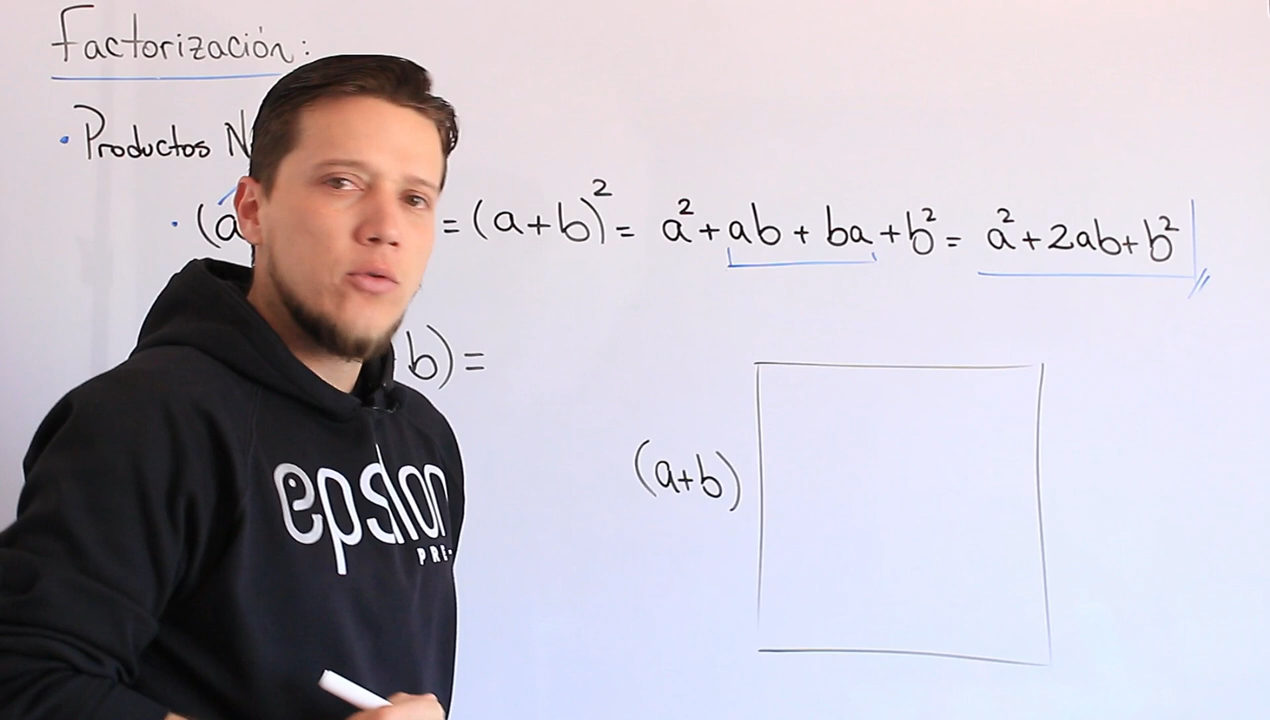 Factorización:
• Productos
• (a = (a+b)² = a²+ab+ba+b² = a²+2ab+b²
b) =
(a+b)
epsilon
PRE-